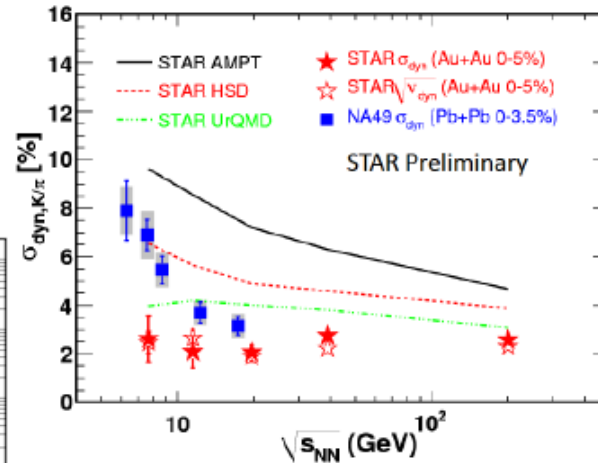 16
14
12
10
8
6
4
2
0
σdyn,K/π [%]
STAR AMPT
STAR HSD
STAR UrQMD
STAR σdyn (Au+Au 0-5%)
STAR √vdyn (Au+Au 0-5%)
NA49 σdyn (Pb+Pb 0-3.5%)
STAR Preliminary
10
10²
√sNN (GeV)